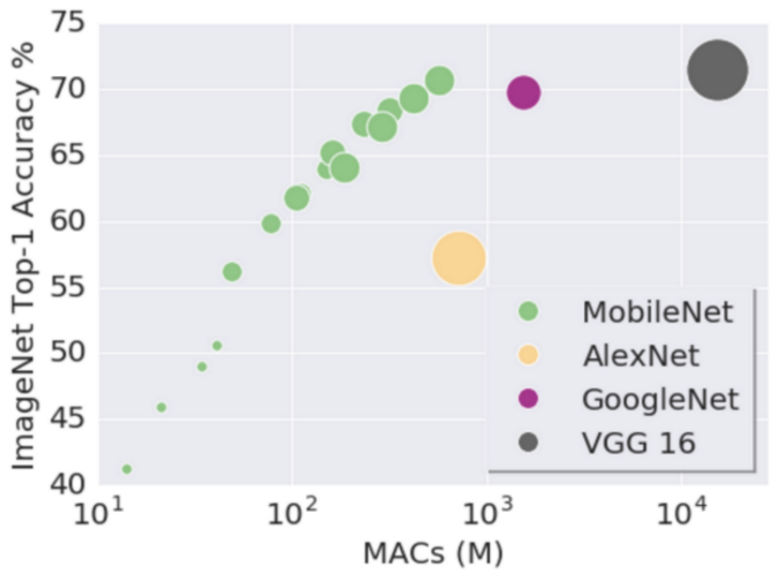 ImageNet Top-1 Accuracy %
75
70
65
60
55
50
45
40
10¹ 10² 10³ 10⁴
MACs (M)
MobileNet
AlexNet
GoogleNet
VGG 16